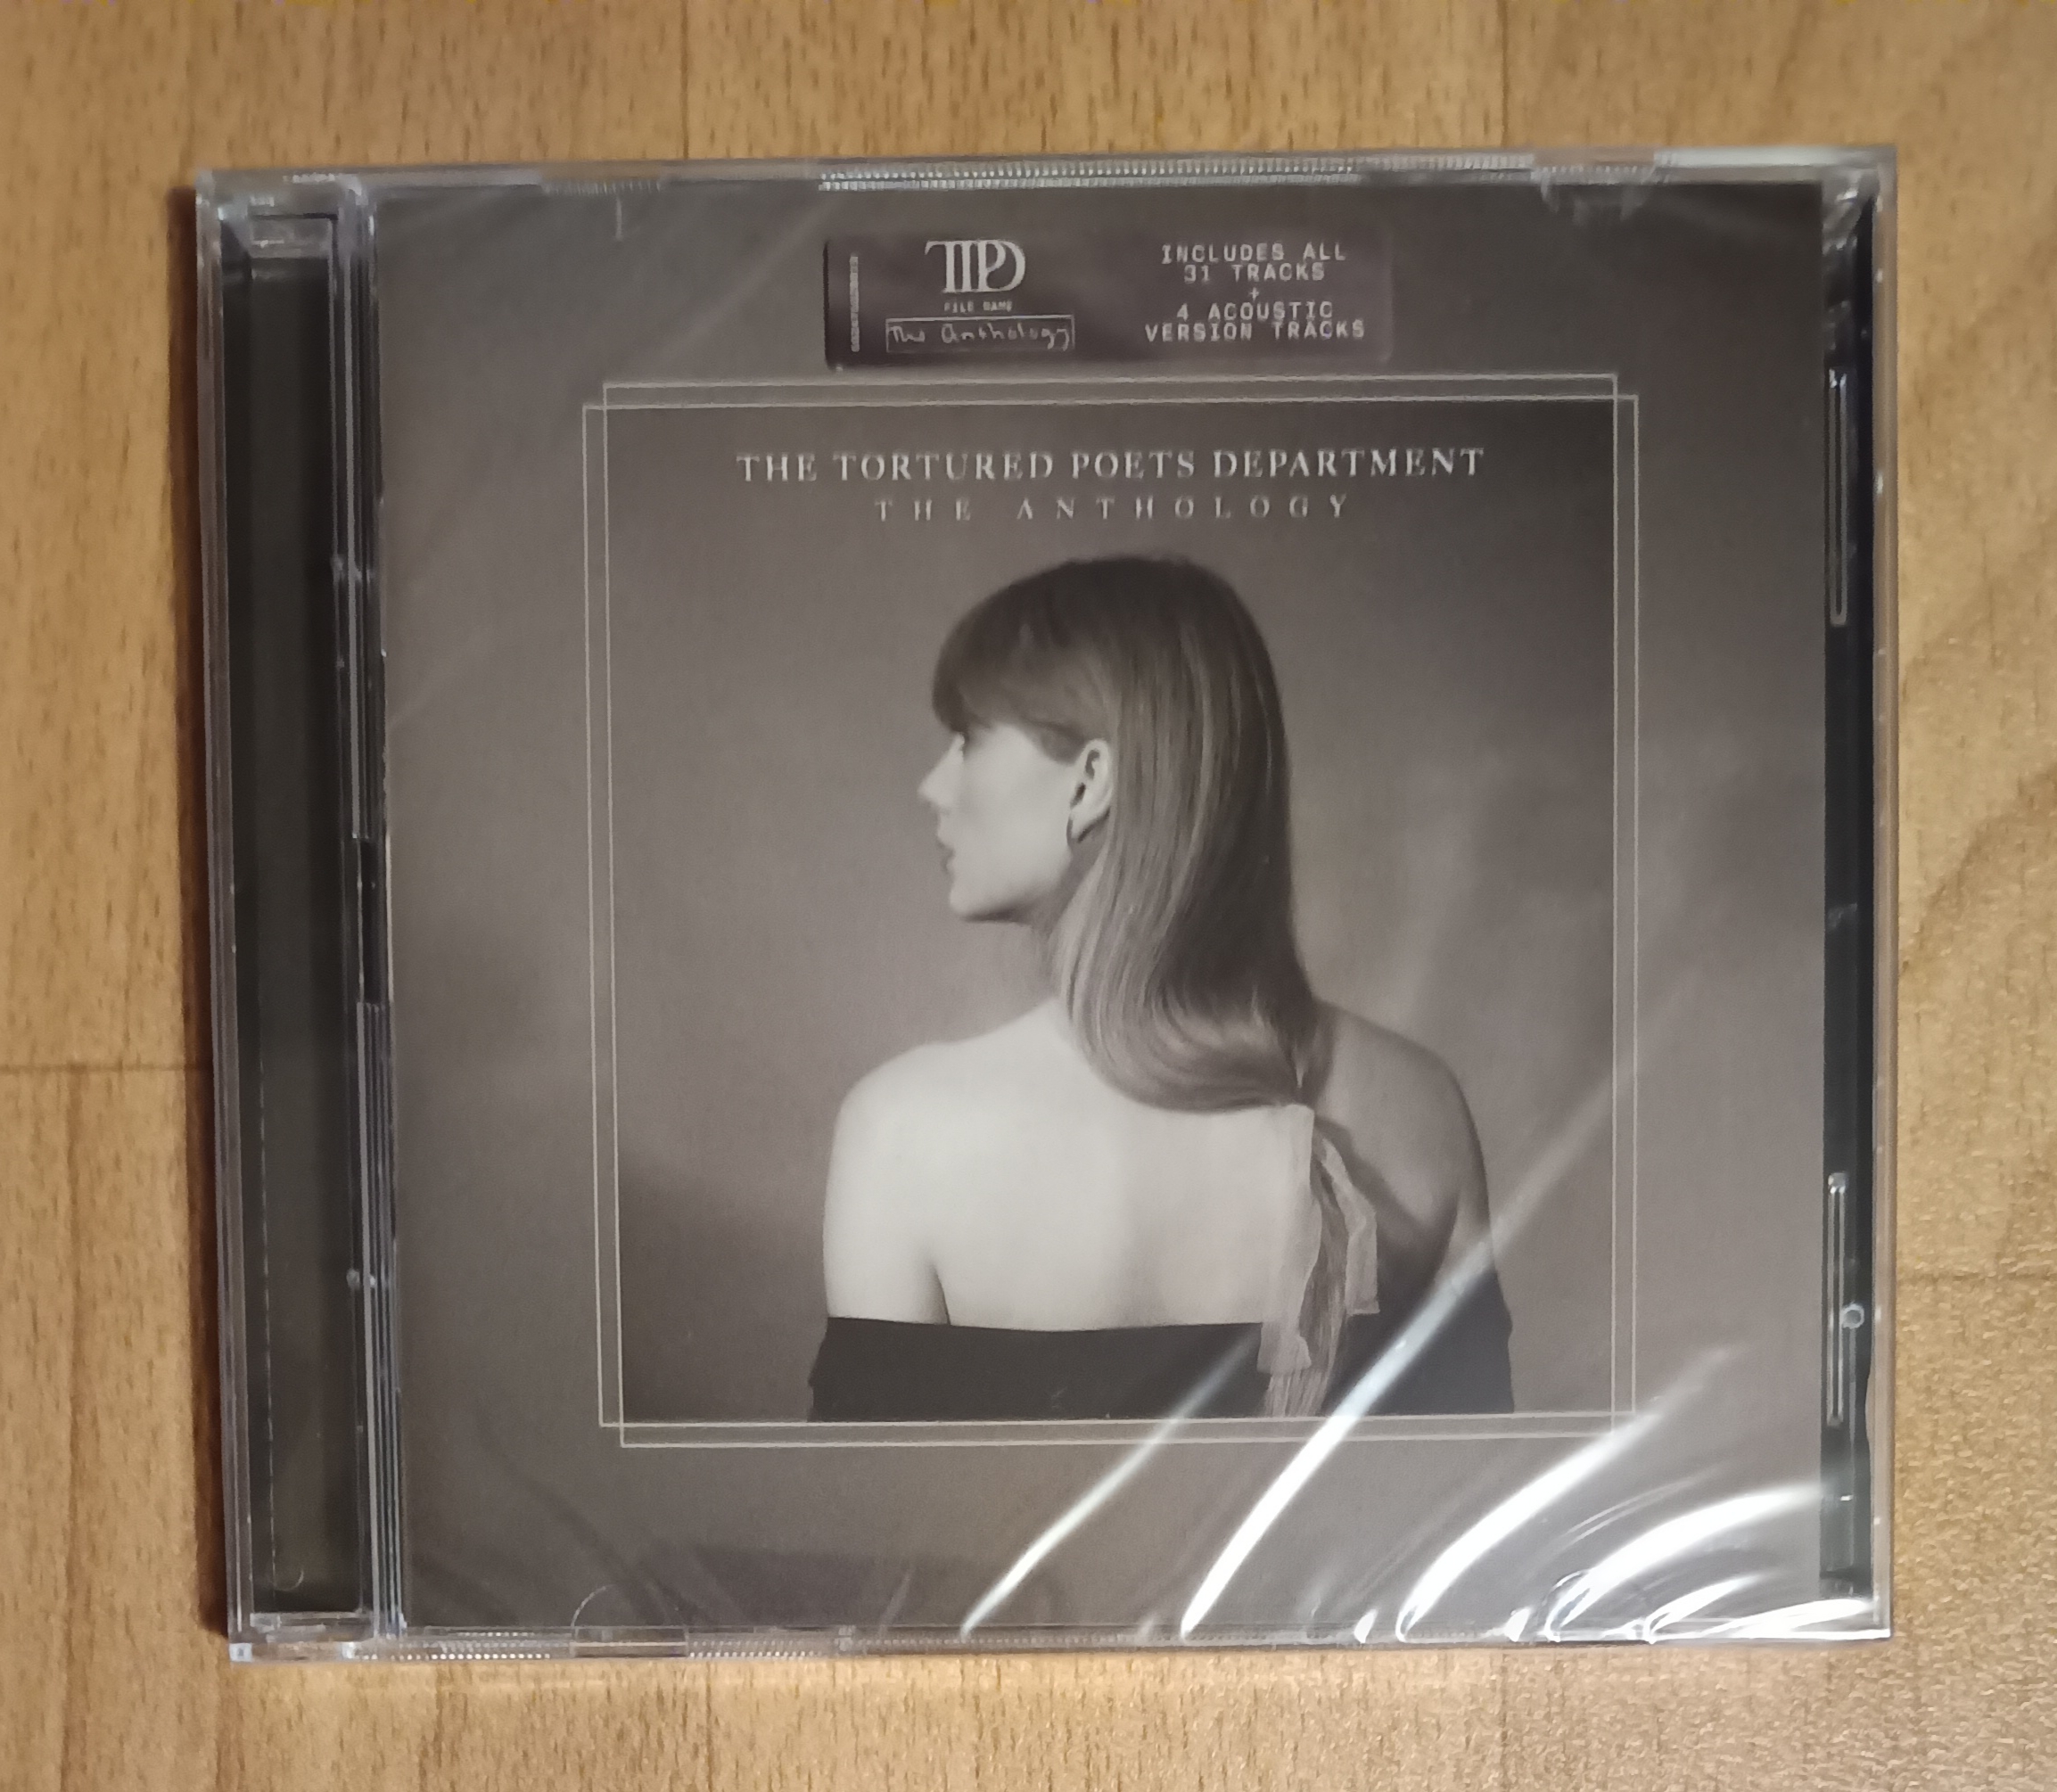 TTPD
FILE NAME
The Anthology
INCLUDES ALL
31 TRACKS
+
4 ACOUSTIC
VERSION TRACKS
THE TORTURED POETS DEPARTMENT
THE ANTHOLOGY